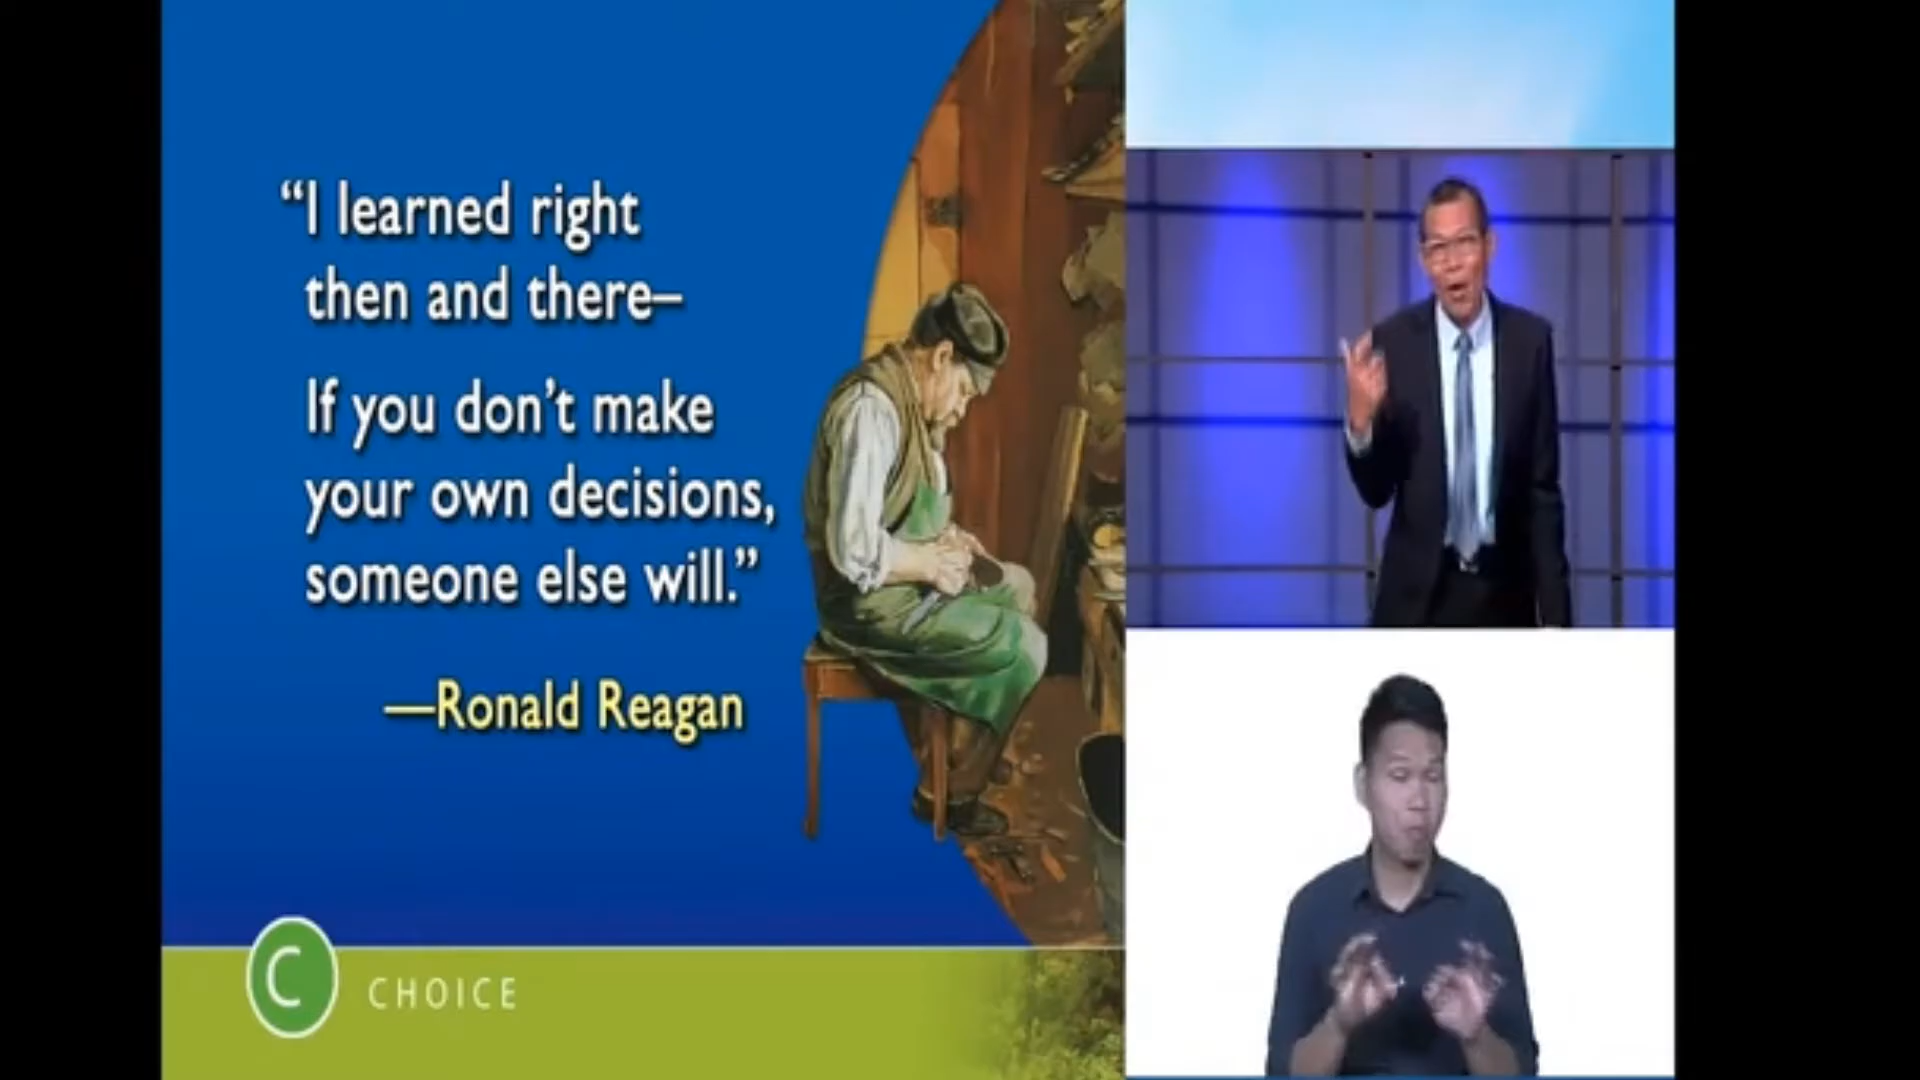 “I learned right
then and there–
If you don’t make
your own decisions,
someone else will.”
—Ronald Reagan
C CHOICE